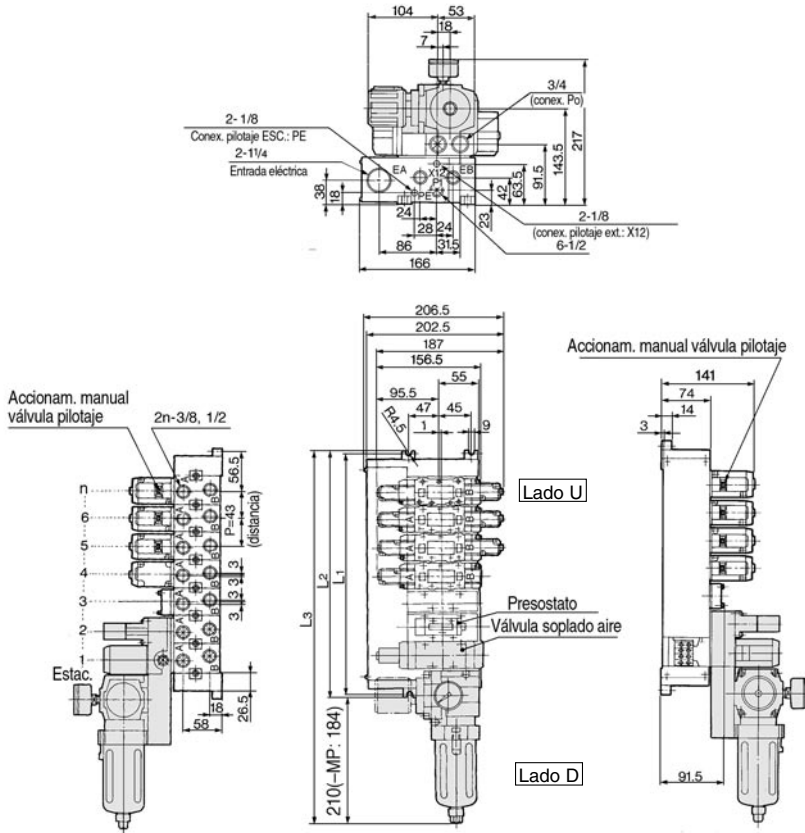 104
53
18
7
3/4
(conex. Po)
217
143.5
91.5
63.5
42
23
2- 1/8
Conex. pilotaje ESC.: PE
2-11/4
Entrada eléctrica
38
18
EA
EB
X12
P1
PE
24
28
24
86
31.5
166
2-1/8
(conex. pilotaje ext.: X12)
6-1/2
Accionam. manual
válvula pilotaje
2n-3/8, 1/2
n
6
5
4
3
2
1
Estac.
A
B
A
B
A
B
A
B
A
B
A
B
A
B
56.5
P=43
(distancia)
3
3
3
26.5
18
58
206.5
202.5
187
156.5
95.5
55
47
45
1
9
R4.5
Lado U
A
B
A
B
A
B
A
B
L1
L2
L3
Presostato
Válvula soplado aire
210(–MP: 184)
Lado D
Accionam. manual válvula pilotaje
141
74
14
3
91.5